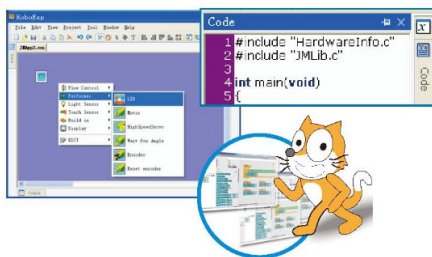 RoboExp
File Edit View Project Tool Window Help
Flow Control
Performer
Light Sensor
Touch Sensor
Build in
Display
EDIT
LED
Motor
HighSpeedServo
Wait for Angle
Encoder
Reset encoder
Code
1 #include "HardwareInfo.c"
2 #include "JMLib.c"
3
4 int main(void)
5 {
Code